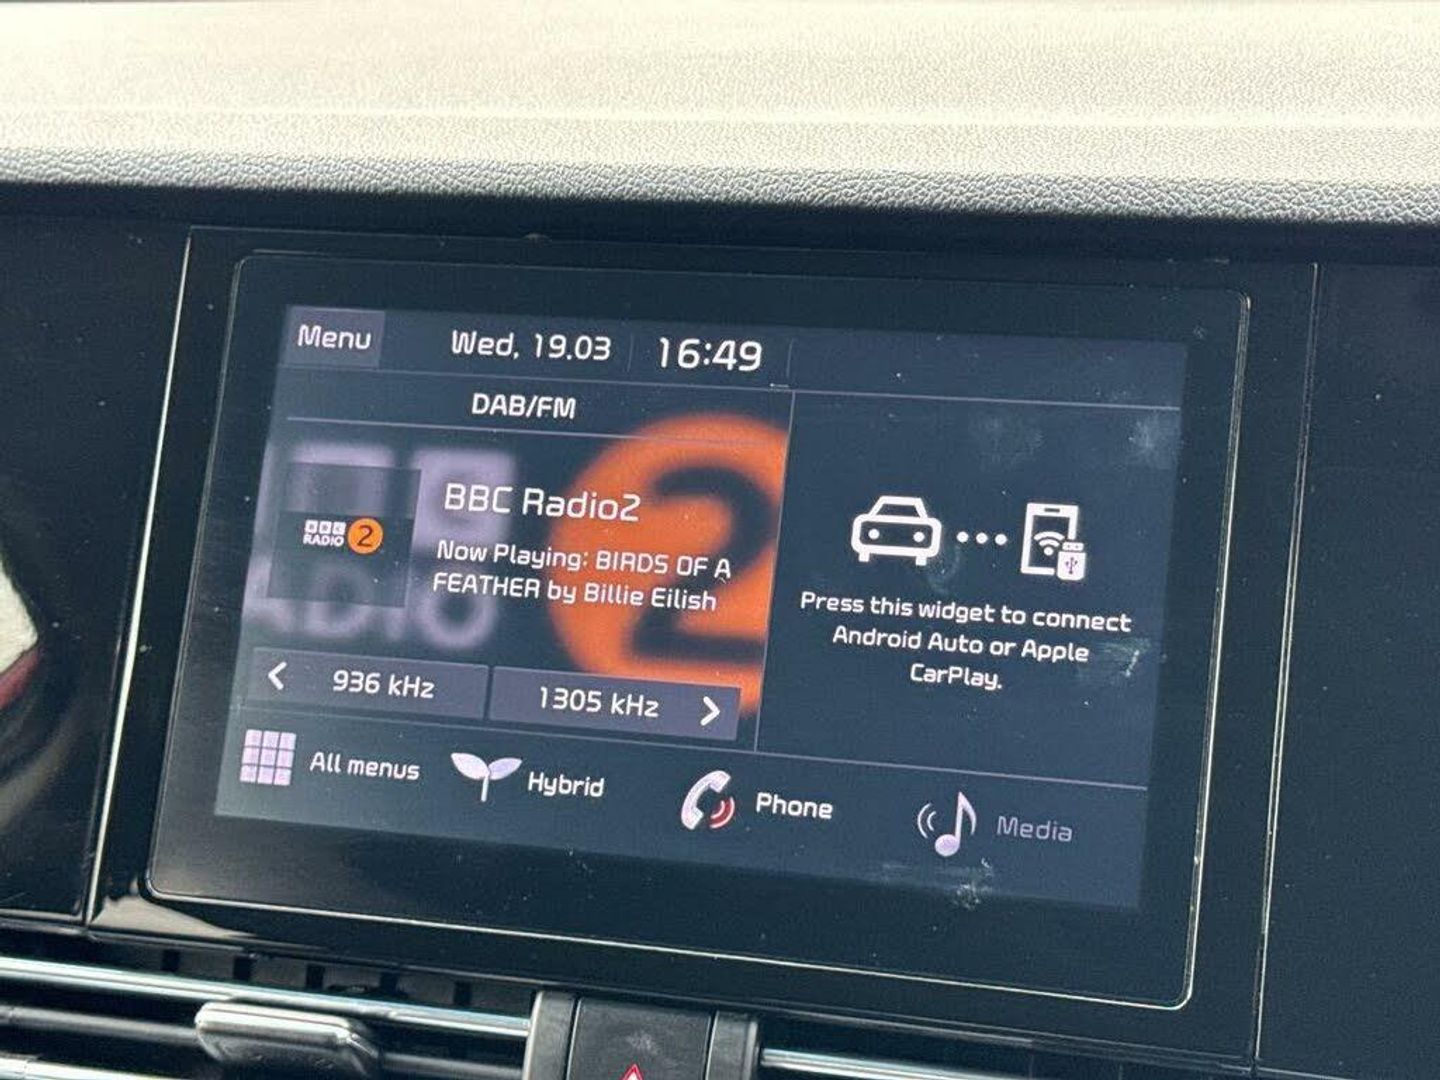 Menu
Wed, 19.03
16:49
DAB/FM
BBC
RADIO 2
BBC Radio2
Now Playing: BIRDS OF A
FEATHER by Billie Eilish
< 936 kHz
1305 kHz >
Press this widget to connect
Android Auto or Apple
CarPlay.
All menus
Hybrid
Phone
Media